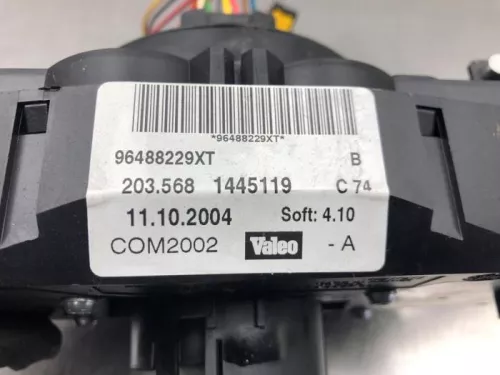 *96488229XT*
96488229XT B
203.568 1445119 C 74
11.10.2004 Soft: 4.10
COM2002 Valeo - A